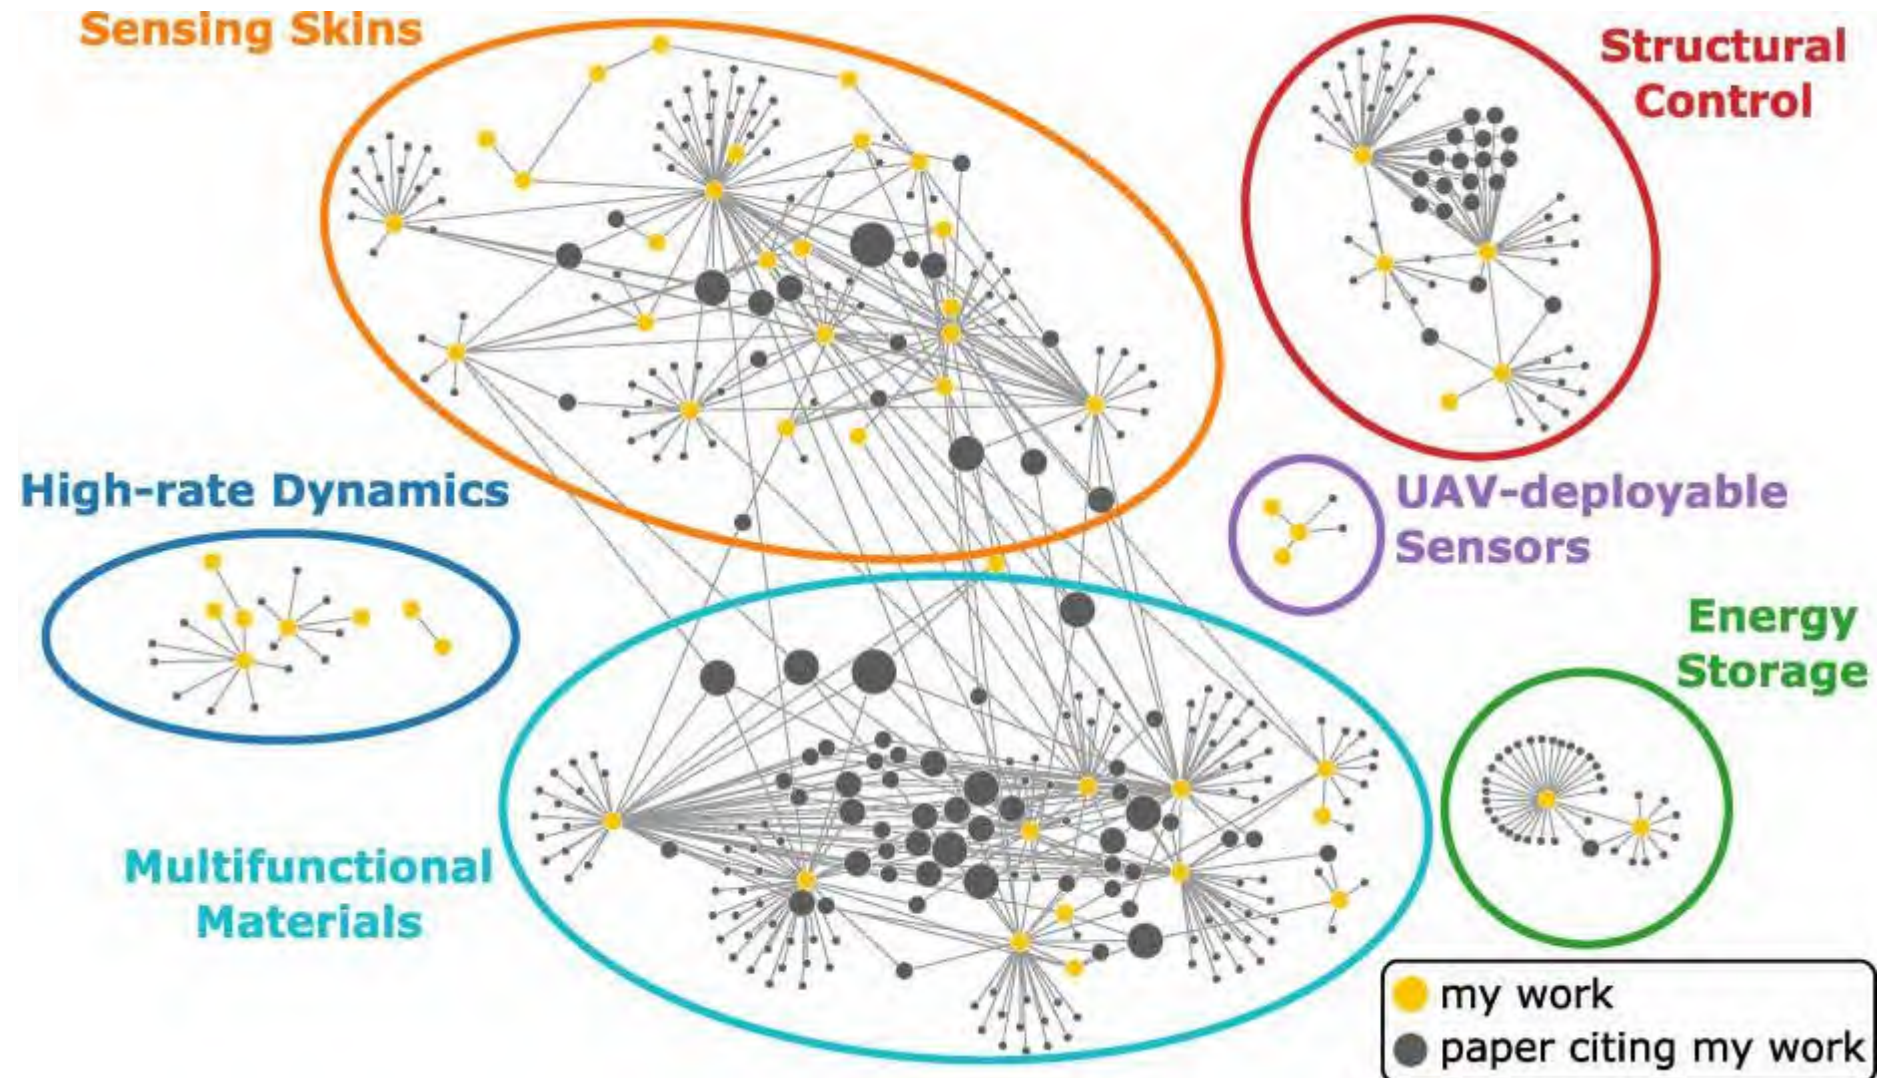 Sensing Skins
Structural
Control
High-rate Dynamics
UAV-deployable
Sensors
Energy
Storage
Multifunctional
Materials
my work
paper citing my work